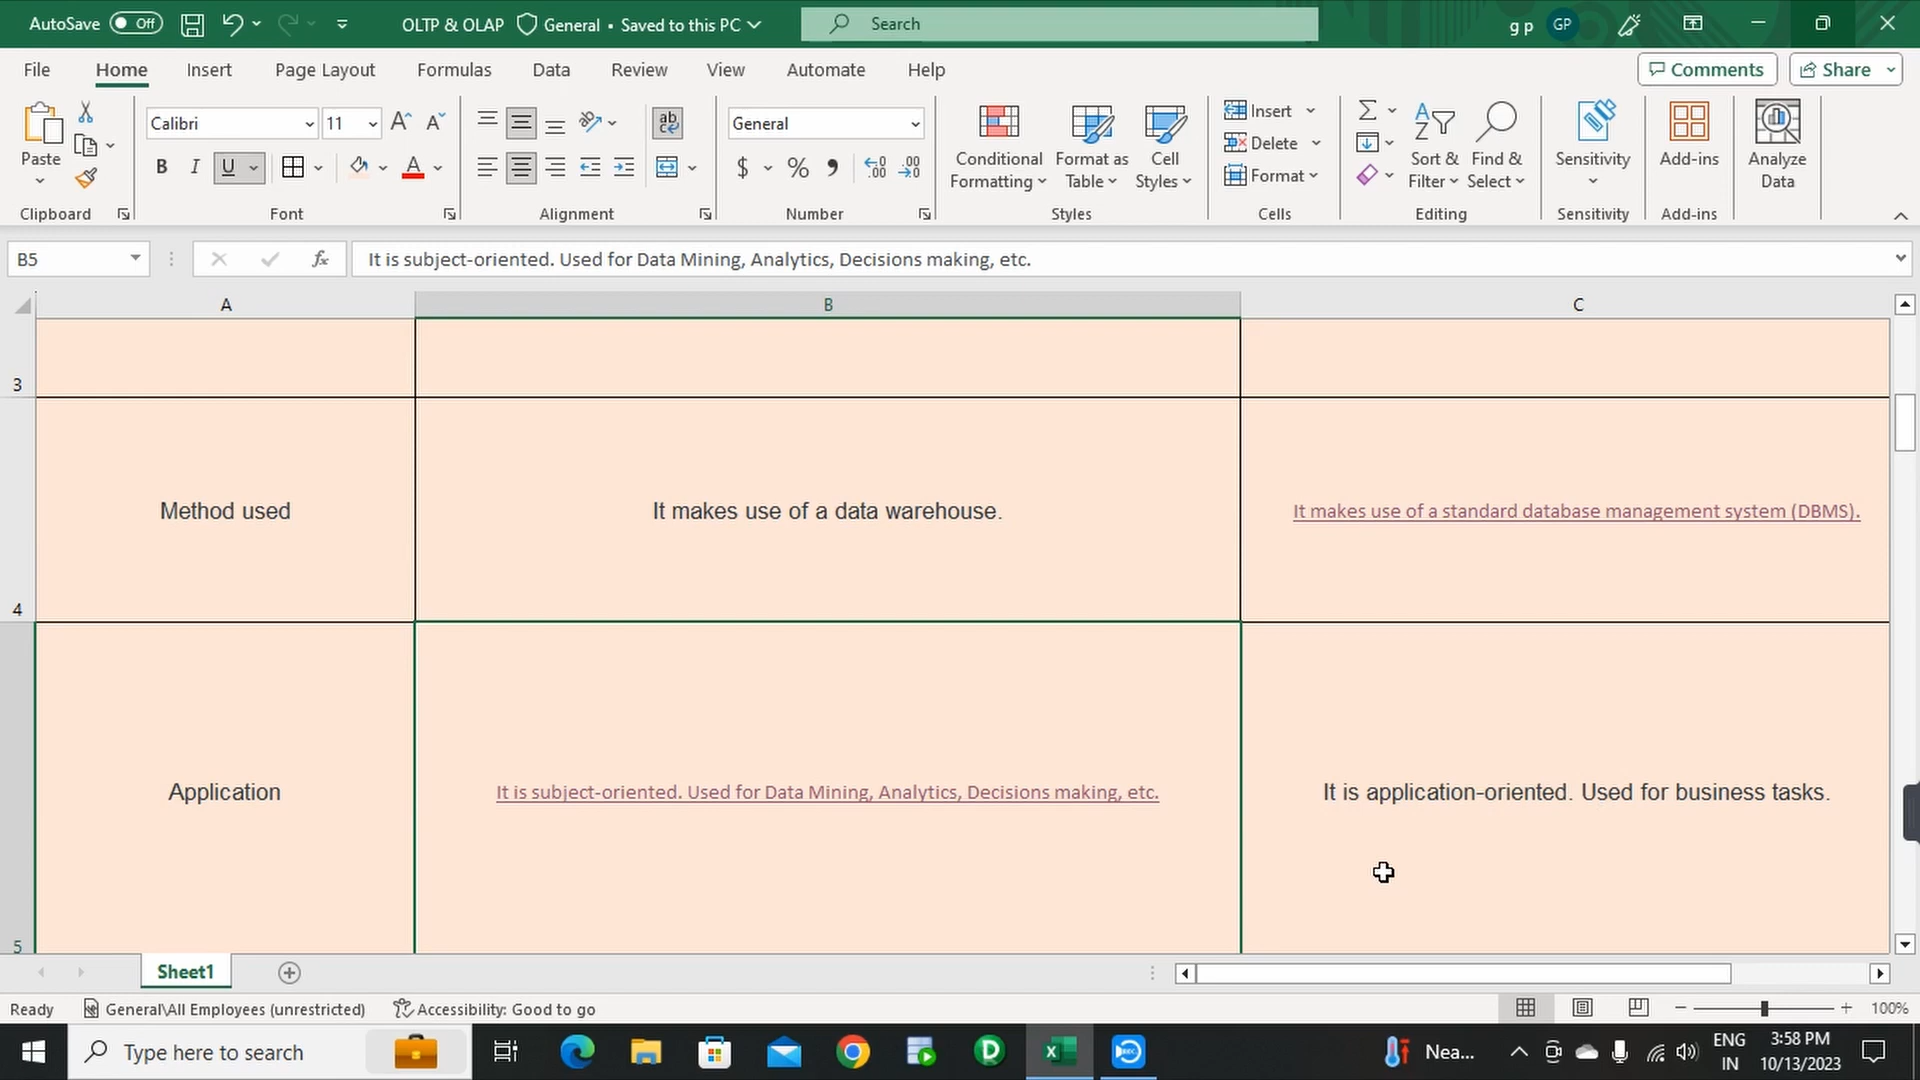 AutoSave Off OLTP & OLAP General • Saved to this PC Search g p GP
File Home Insert Page Layout Formulas Data Review View Automate Help Comments Share
Calibri 11 General Insert
Paste B I U $ % Conditional Formatting Format as Table Cell Styles Delete Format Sort & Filter Find & Select Sensitivity Add-ins Analyze Data
Clipboard Font Alignment Number Styles Cells Editing Sensitivity Add-ins
B5 fx It is subject-oriented. Used for Data Mining, Analytics, Decisions making, etc.
A B C
3
Method used It makes use of a data warehouse. It makes use of a standard database management system (DBMS).
4
Application It is subject-oriented. Used for Data Mining, Analytics, Decisions making, etc. It is application-oriented. Used for business tasks.
5
Sheet1
Ready General\All Employees (unrestricted) Accessibility: Good to go 100%
Type here to search REC Nea... ENG 3:58 PM
IN 10/13/2023